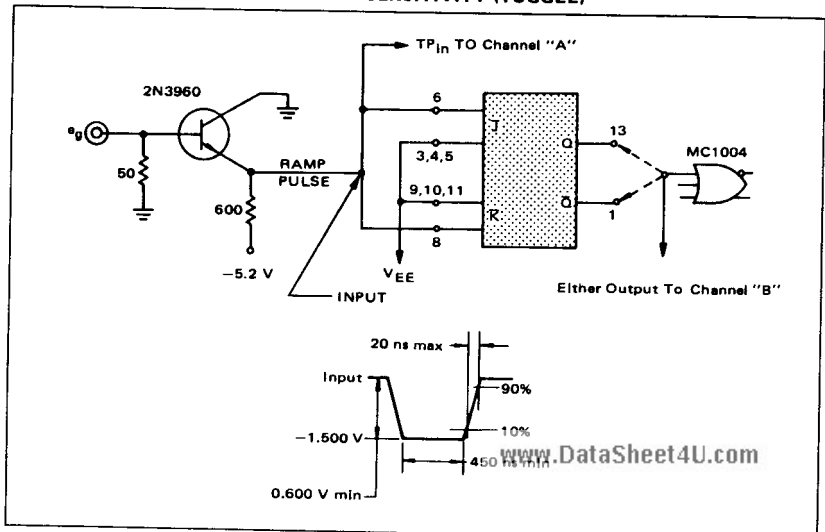 TP in TO Channel "A"
2N3960
eg
50
RAMP
PULSE
600
−5.2 V
INPUT
6
3,4,5
9,10,11
8
VEE
J
K
Q
Q̅
13
1
MC1004
Either Output To Channel "B"
20 ns max
Input
90%
10%
−1.500 V
450 ns min
0.600 V min
www.DataSheet4U.com